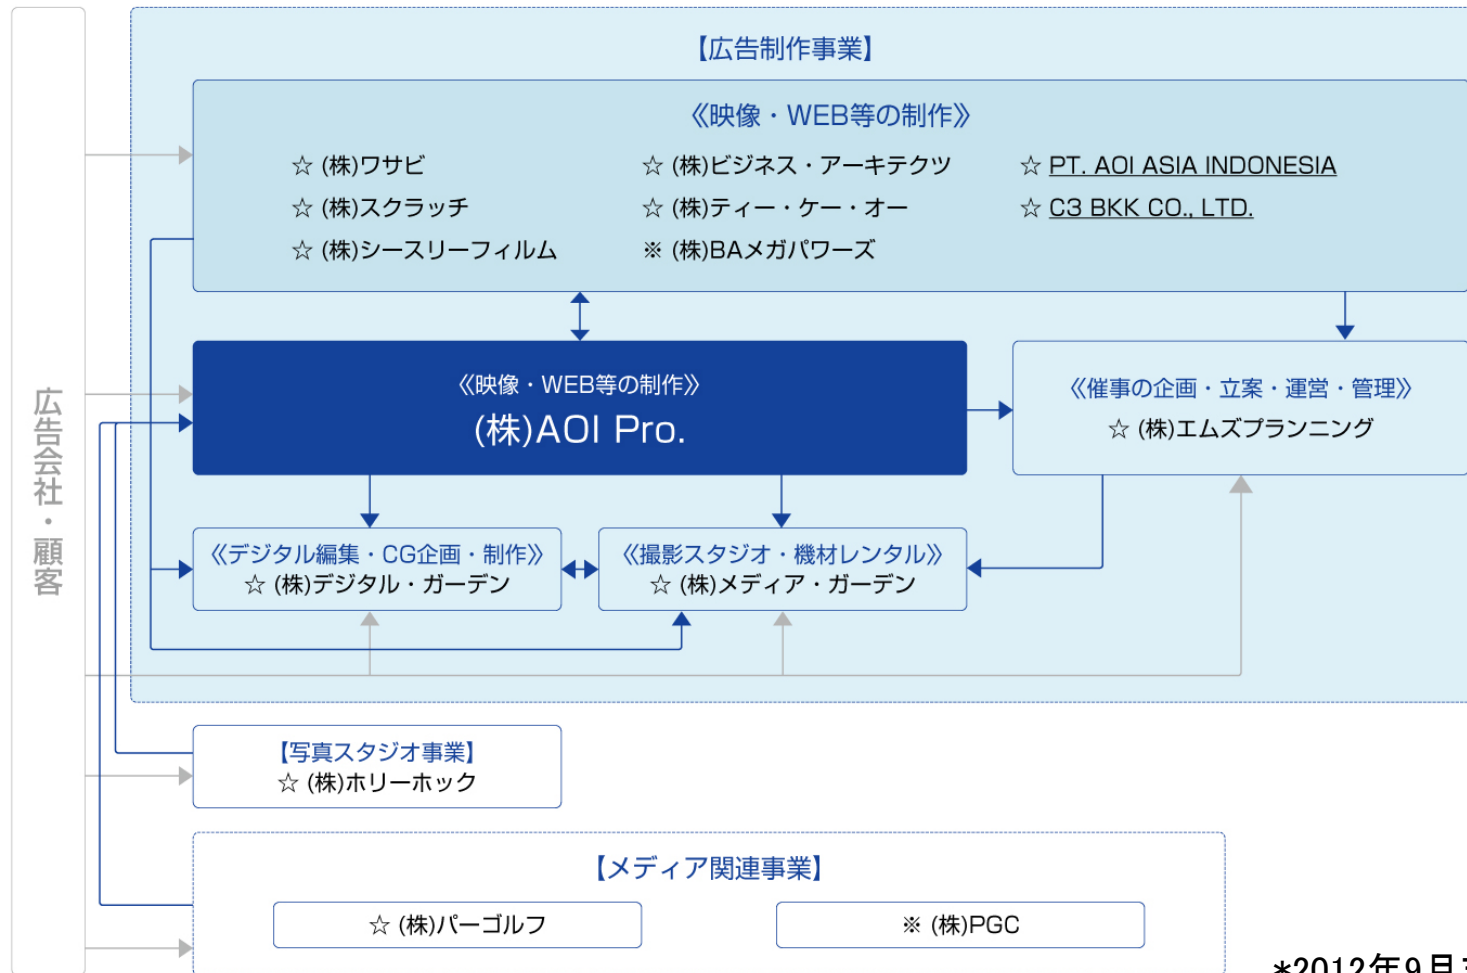 【広告制作事業】
《映像・WEB等の制作》
☆ (株)ワサビ
☆ (株)ビジネス・アーキテクツ
☆ PT. AOI ASIA INDONESIA
☆ (株)スクラッチ
☆ (株)ティー・ケー・オー
☆ C3 BKK CO., LTD.
☆ (株)シースリーフィルム
※ (株)BAメガパワーズ
広告会社・顧客
《映像・WEB等の制作》
(株)AOI Pro.
《催事の企画・立案・運営・管理》
☆ (株)エムズプランニング
《デジタル編集・CG企画・制作》
☆ (株)デジタル・ガーデン
《撮影スタジオ・機材レンタル》
☆ (株)メディア・ガーデン
【写真スタジオ事業】
☆ (株)ホリーホック
【メディア関連事業】
☆ (株)パーゴルフ
※ (株)PGC
*2012年9月